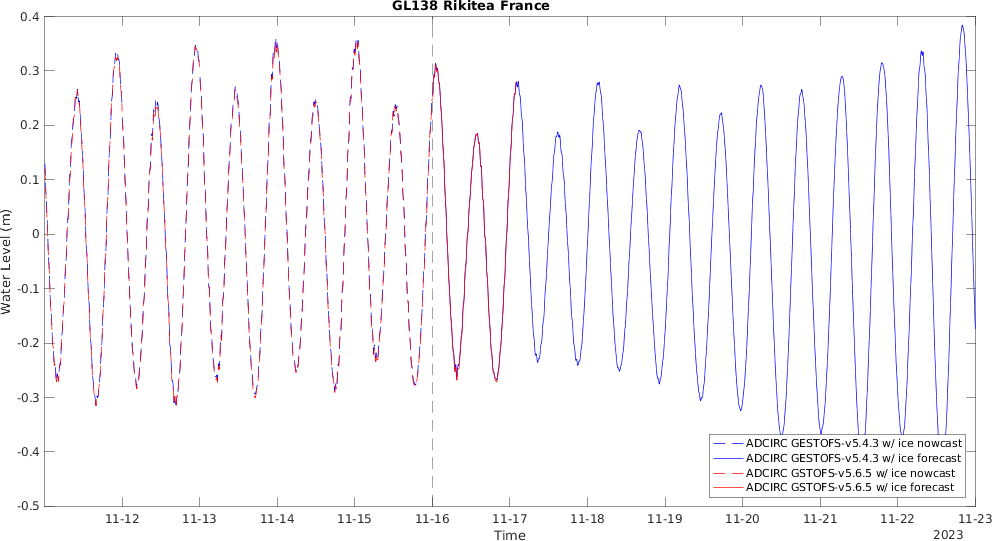 GL138 Rikitea France
0.4
0.3
0.2
0.1
0
-0.1
-0.2
-0.3
-0.4
-0.5
Water Level (m)
ADCIRC GESTOFS-v5.4.3 w/ ice nowcast
ADCIRC GESTOFS-v5.4.3 w/ ice forecast
ADCIRC GSTOFS-v5.6.5 w/ ice nowcast
ADCIRC GSTOFS-v5.6.5 w/ ice forecast
11-12 11-13 11-14 11-15 11-16 11-17 11-18 11-19 11-20 11-21 11-22 11-23
Time
2023